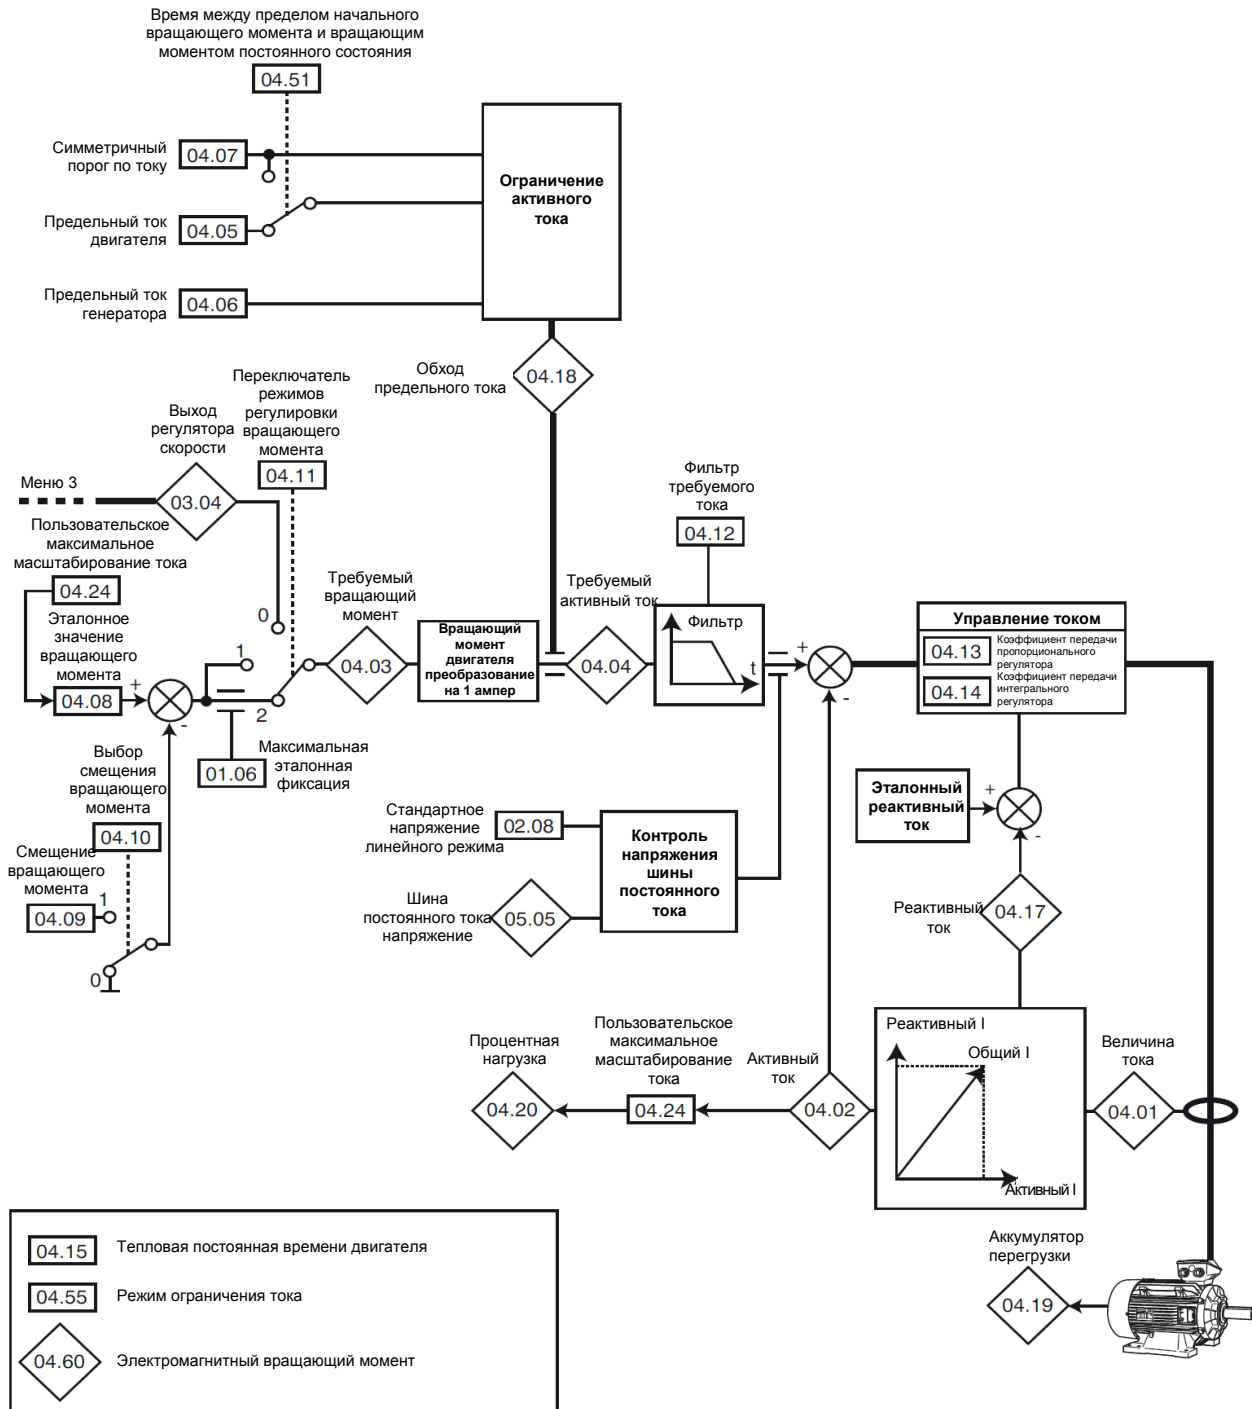 Время между пределом начального
вращающего момента и вращающим
моментом постоянного состояния
04.51
Симметричный
порог по току
04.07
Ограничение
активного
тока
Предельный ток
двигателя
04.05
Предельный ток
генератора
04.06
Обход
предельного тока
04.18
Переключатель
режимов
регулировки
вращающего
момента
04.11
Выход
регулятора
скорости
Меню 3
03.04
Пользовательское
максимальное
масштабирование тока
04.24
Эталонное
значение
вращающего
момента
04.08
+
-
0
1
2
Требуемый
вращающий
момент
04.03
Вращающий
момент
двигателя
преобразование
на 1 ампер
Требуемый
активный ток
04.04
Фильтр
требуемого
тока
04.12
Фильтр
t
+
-
Управление током
04.13
Коэффициент передачи
пропорционального
регулятора
04.14
Коэффициент передачи
интегрального
регулятора
01.06
Максимальная
эталонная
фиксация
Выбор
смещения
вращающего
момента
04.10
Смещение
вращающего
момента
04.09
1
0
Стандартное
напряжение
линейного режима
02.08
Шина
постоянного тока
напряжение
05.05
Контроль
напряжения
шины
постоянного
тока
Эталонный
реактивный
ток
+
-
Реактивный
ток
04.17
Процентная
нагрузка
04.20
Пользовательское
максимальное
масштабирование
тока
04.24
Активный
ток
04.02
Реактивный I
Общий I
Активный I
Величина
тока
04.01
Аккумулятор
перегрузки
04.19
04.15
Тепловая постоянная времени двигателя
04.55
Режим ограничения тока
04.60
Электромагнитный вращающий момент